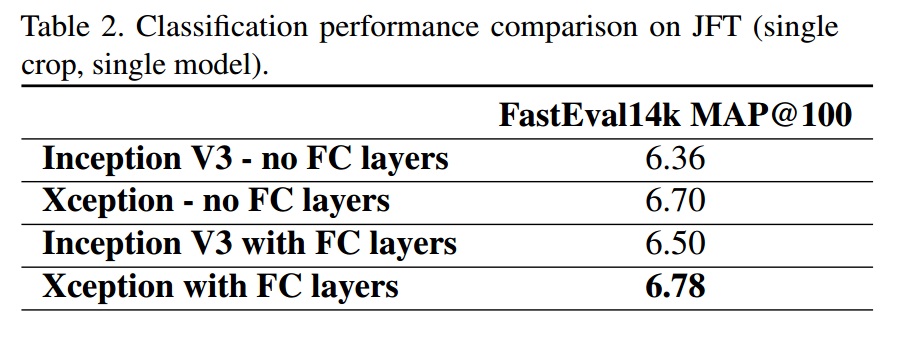 Table 2. Classification performance comparison on JFT (single
crop, single model).
FastEval14k MAP@100
Inception V3 - no FC layers 6.36
Xception - no FC layers 6.70
Inception V3 with FC layers 6.50
Xception with FC layers 6.78